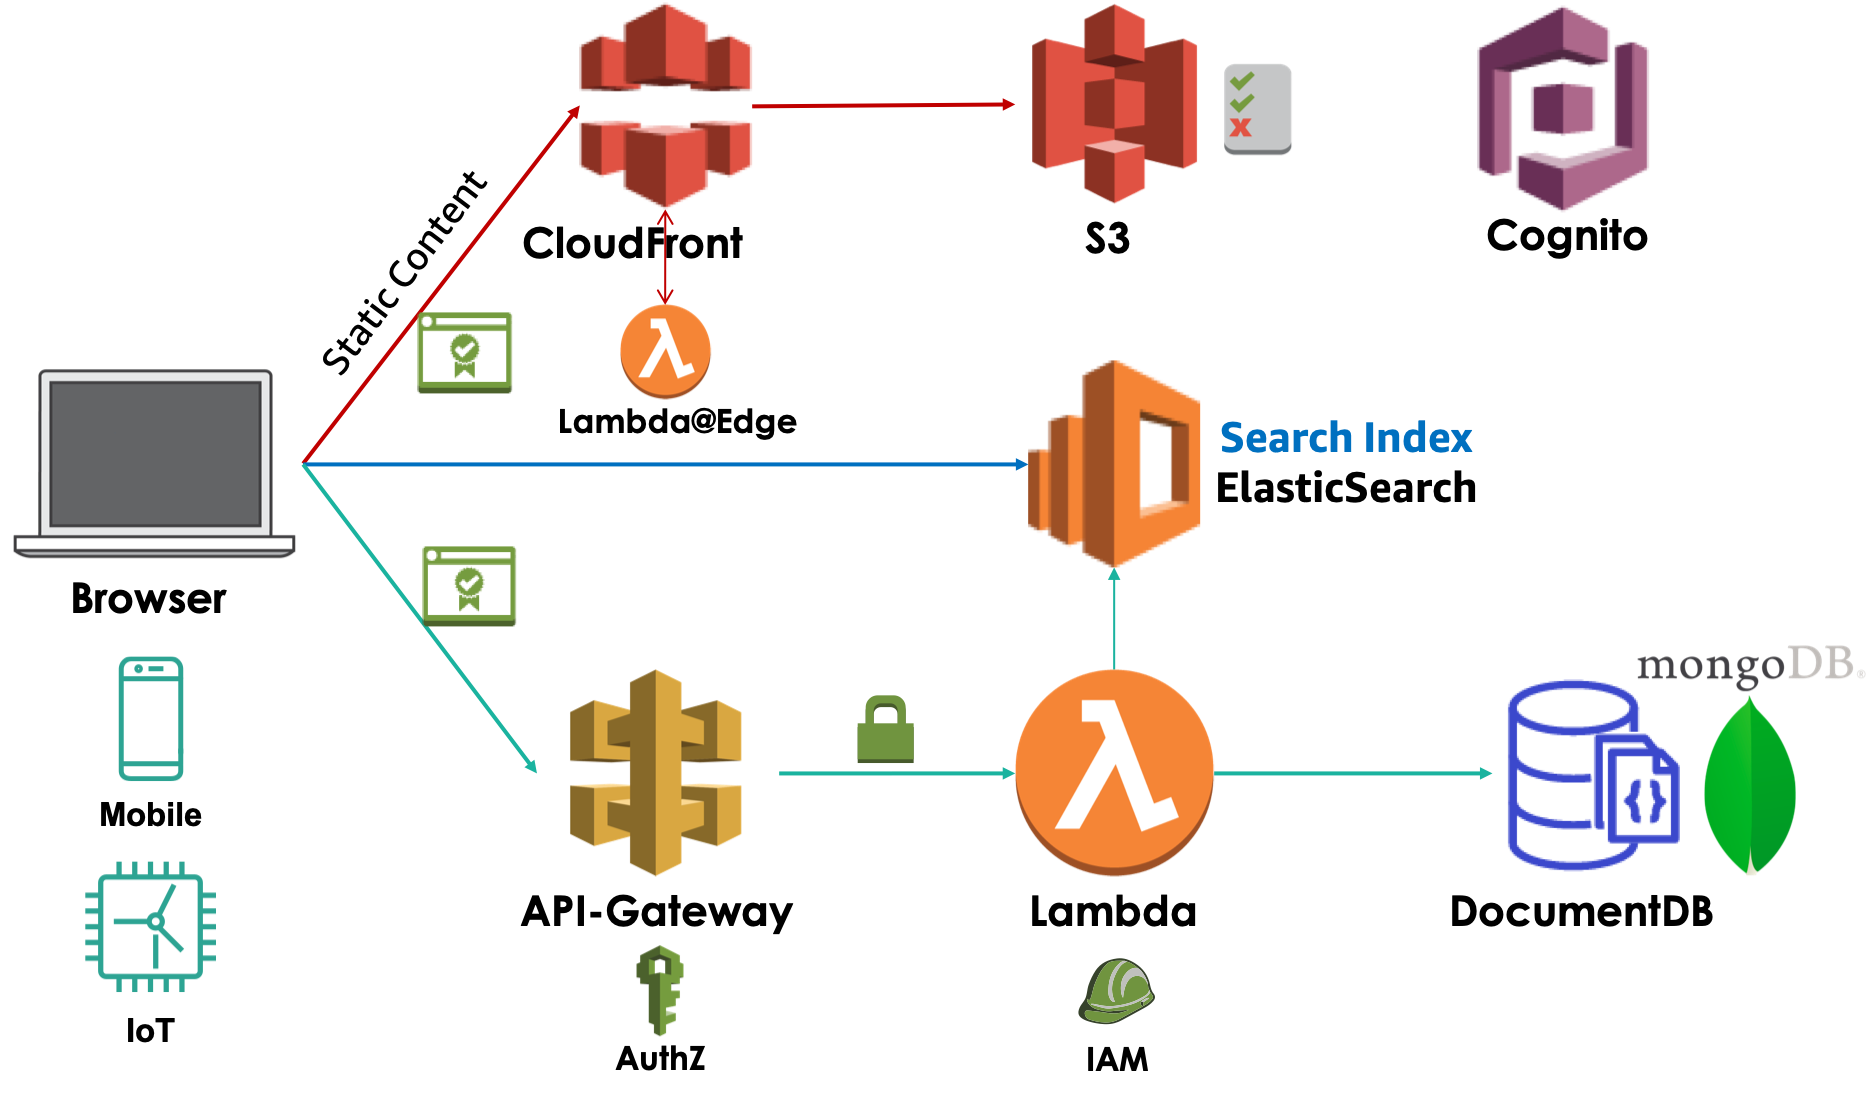 CloudFront
S3
Cognito
Static Content
Lambda@Edge
Search Index
ElasticSearch
Browser
Mobile
IoT
API-Gateway
AuthZ
Lambda
IAM
mongoDB®
DocumentDB